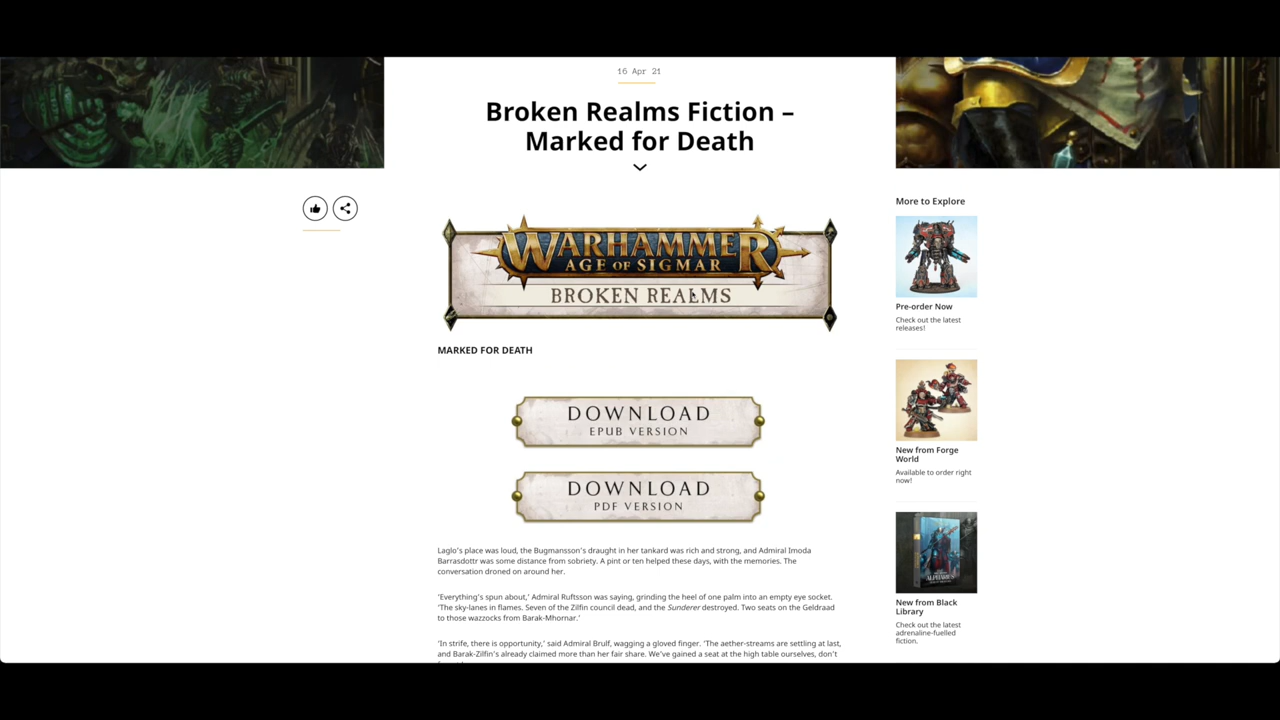 16 Apr 21
Broken Realms Fiction –
Marked for Death
WARHAMMER
AGE OF SIGMAR
BROKEN REALMS
MARKED FOR DEATH
DOWNLOAD
EPUB VERSION
DOWNLOAD
PDF VERSION
Laglo's place was loud, the Bugmansson's draught in her tankard was rich and strong, and Admiral Imoda
Barrasdottr was some distance from sobriety. A pint or ten helped these days, with the memories. The
conversation droned on around her.
'Everything's spun about,' Admiral Ruftsson was saying, grinding the heel of one palm into an empty eye socket.
'The sky-lanes in flames. Seven of the Zilfin council dead, and the Sunderer destroyed. Two seats on the Geldraad
to those wazzocks from Barak-Mhornar.'
'In strife, there is opportunity,' said Admiral Brulf, wagging a gloved finger. 'The aether-streams are settling at last,
and Barak-Zilfin's already claimed more than her fair share. We've gained a seat at the high table ourselves, don't
More to Explore
Pre-order Now
Check out the latest
releases!
New from Forge
World
Available to order right
now!
ALPHARIUS
New from Black
Library
Check out the latest
adrenaline-fuelled
fiction.